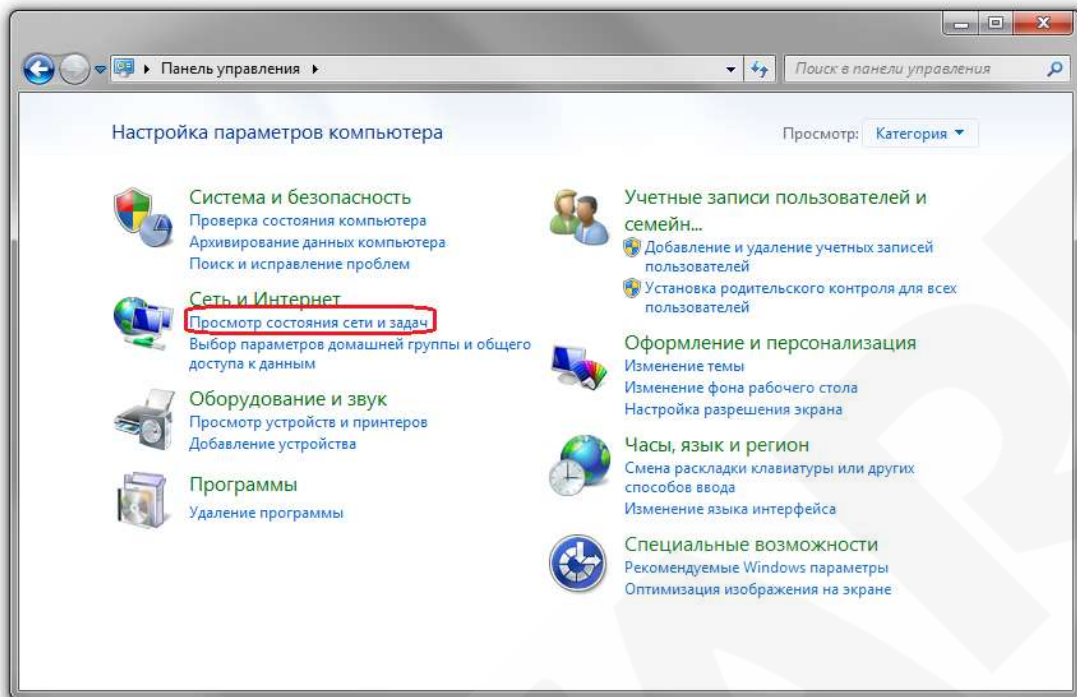 Панель управления
Поиск в панели управления
Настройка параметров компьютера
Просмотр: Категория
Система и безопасность
Проверка состояния компьютера
Архивирование данных компьютера
Поиск и исправление проблем
Сеть и Интернет
Просмотр состояния сети и задач
Выбор параметров домашней группы и общего
доступа к данным
Оборудование и звук
Просмотр устройств и принтеров
Добавление устройства
Программы
Удаление программы
Учетные записи пользователей и
семейн...
Добавление и удаление учетных записей
пользователей
Установка родительского контроля для всех
пользователей
Оформление и персонализация
Изменение темы
Изменение фона рабочего стола
Настройка разрешения экрана
Часы, язык и регион
Смена раскладки клавиатуры или других
способов ввода
Изменение языка интерфейса
Специальные возможности
Рекомендуемые Windows параметры
Оптимизация изображения на экране